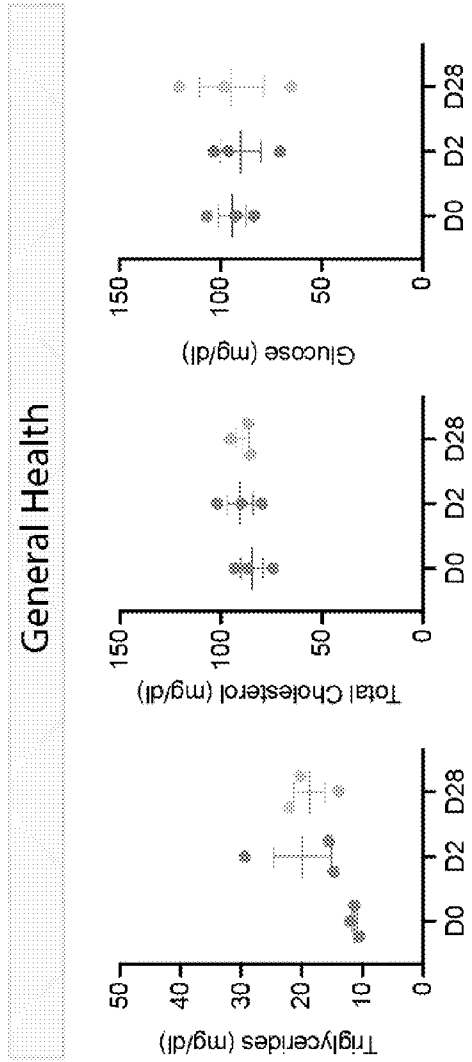 General Health
Triglycerides (mg/dl)
50
40
30
20
10
0
D0 D2 D28
Total Cholesterol (mg/dl)
150
100
50
0
D0 D2 D28
Glucose (mg/dl)
150
100
50
0
D0 D2 D28